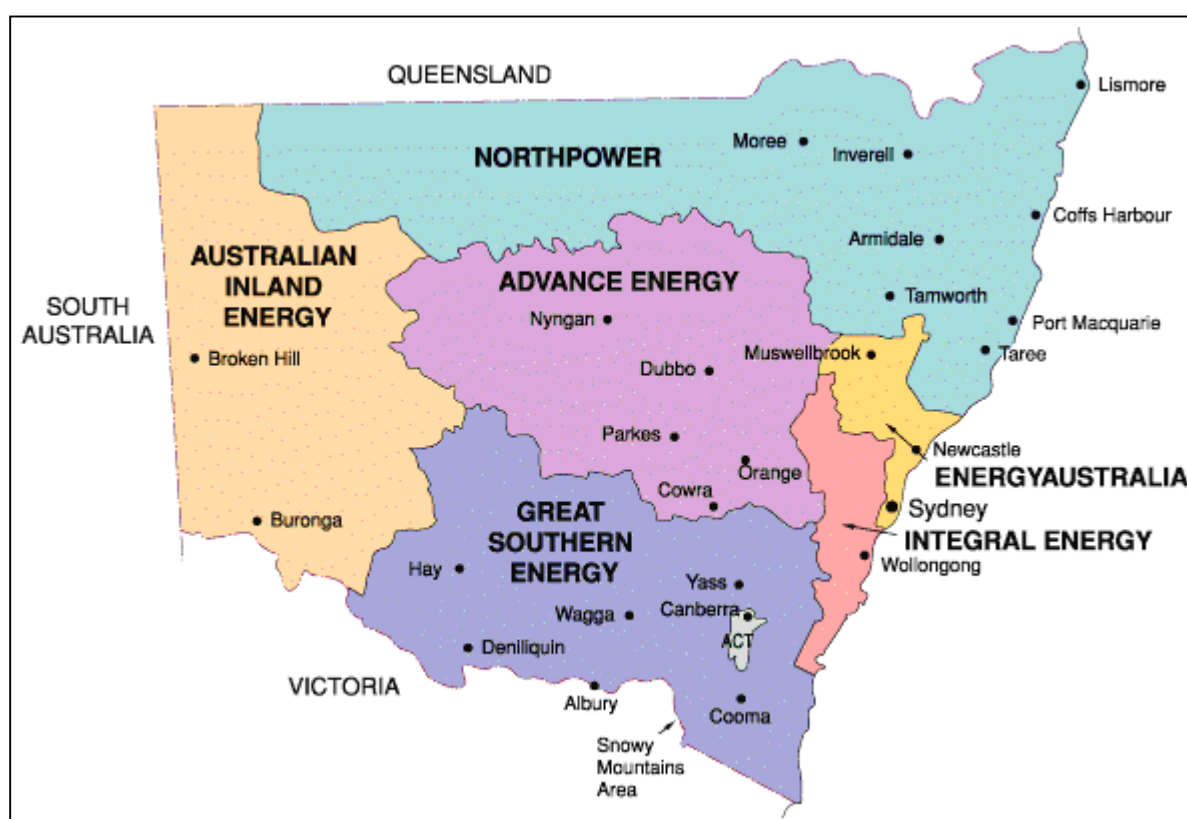 QUEENSLAND
Lismore
Moree
Inverell
NORTHPOWER
Coffs Harbour
Armidale
AUSTRALIAN
INLAND
ENERGY
ADVANCE ENERGY
SOUTH
AUSTRALIA
Tamworth
Nyngan
Port Macquarie
Broken Hill
Muswellbrook
Taree
Dubbo
Parkes
Newcastle
Orange
ENERGYAUSTRALIA
Cowra
Sydney
Buronga
GREAT
SOUTHERN
ENERGY
INTEGRAL ENERGY
Wollongong
Hay
Yass
Wagga
Canberra
ACT
Deniliquin
VICTORIA
Albury
Cooma
Snowy
Mountains
Area